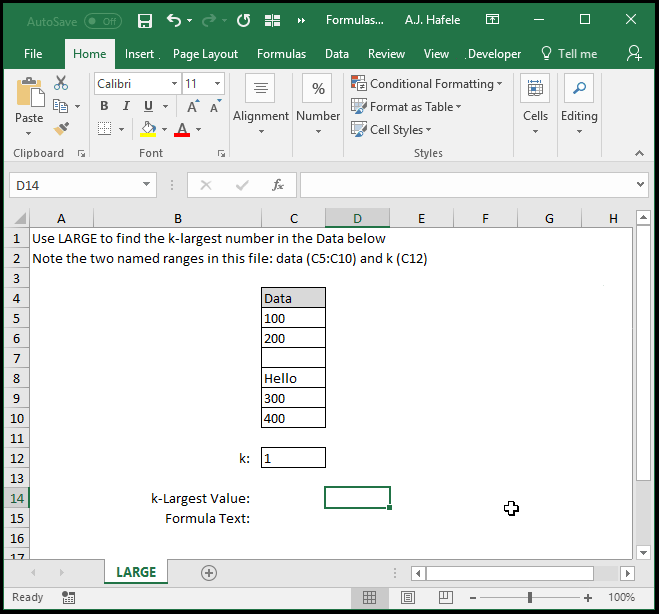 AutoSave Off Formulas... A.J. Hafele
File Home Insert Page Layout Formulas Data Review View Developer Tell me
Paste
Calibri 11
B I U A A
A
Alignment
%
Number
Conditional Formatting
Format as Table
Cell Styles
Cells
Editing
Clipboard Font Styles
D14 fx
A B C D E F G H
1 Use LARGE to find the k-largest number in the Data below
2 Note the two named ranges in this file: data (C5:C10) and k (C12)
3
4 Data
5 100
6 200
7
8 Hello
9 300
10 400
11
12 k: 1
13
14 k-Largest Value:
15 Formula Text:
16
17
LARGE
Ready 100%